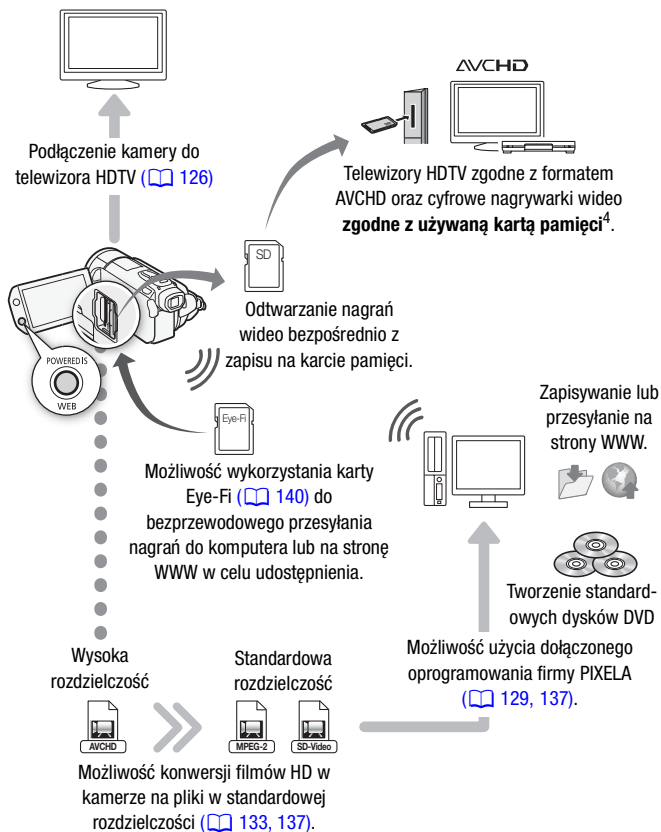 AVCHD
Podłączenie kamery do
telewizora HDTV ( 126)
Telewizory HDTV zgodne z formatem
AVCHD oraz cyfrowe nagrywarki wideo
zgodne z używaną kartą pamięci4.
SD
Odtwarzanie nagrań
wideo bezpośrednio z
zapisu na karcie pamięci.
POWERED IS
WEB
Eye-Fi
Możliwość wykorzystania karty
Eye-Fi ( 140) do
bezprzewodowego przesyłania
nagrań do komputera lub na stronę
WWW w celu udostępnienia.
Zapisywanie lub
przesyłanie na
strony WWW.
Tworzenie standard-
owych dysków DVD
Możliwość użycia dołączonego
oprogramowania firmy PIXELA
( 129, 137).
Wysoka
rozdzielczość
Standardowa
rozdzielczość
AVCHD
MPEG-2
SD-Video
Możliwość konwersji filmów HD w
kamerze na pliki w standardowej
rozdzielczości ( 133, 137).